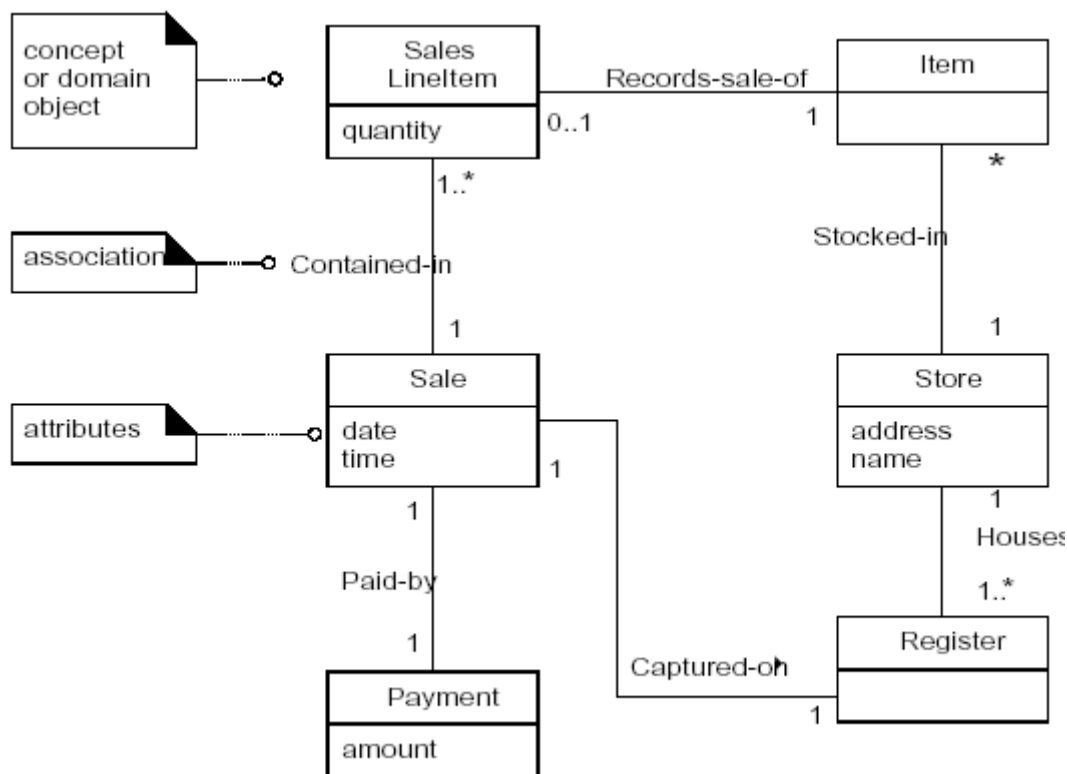 concept
or domain
object
Sales
LineItem
quantity
Records-sale-of
0..1
1
Item
1..*
*
association
Contained-in
Stocked-in
1
1
attributes
Sale
date
time
1
Store
address
name
1
1
Houses
Paid-by
1..*
1
Captured-on
1
Register
Payment
amount